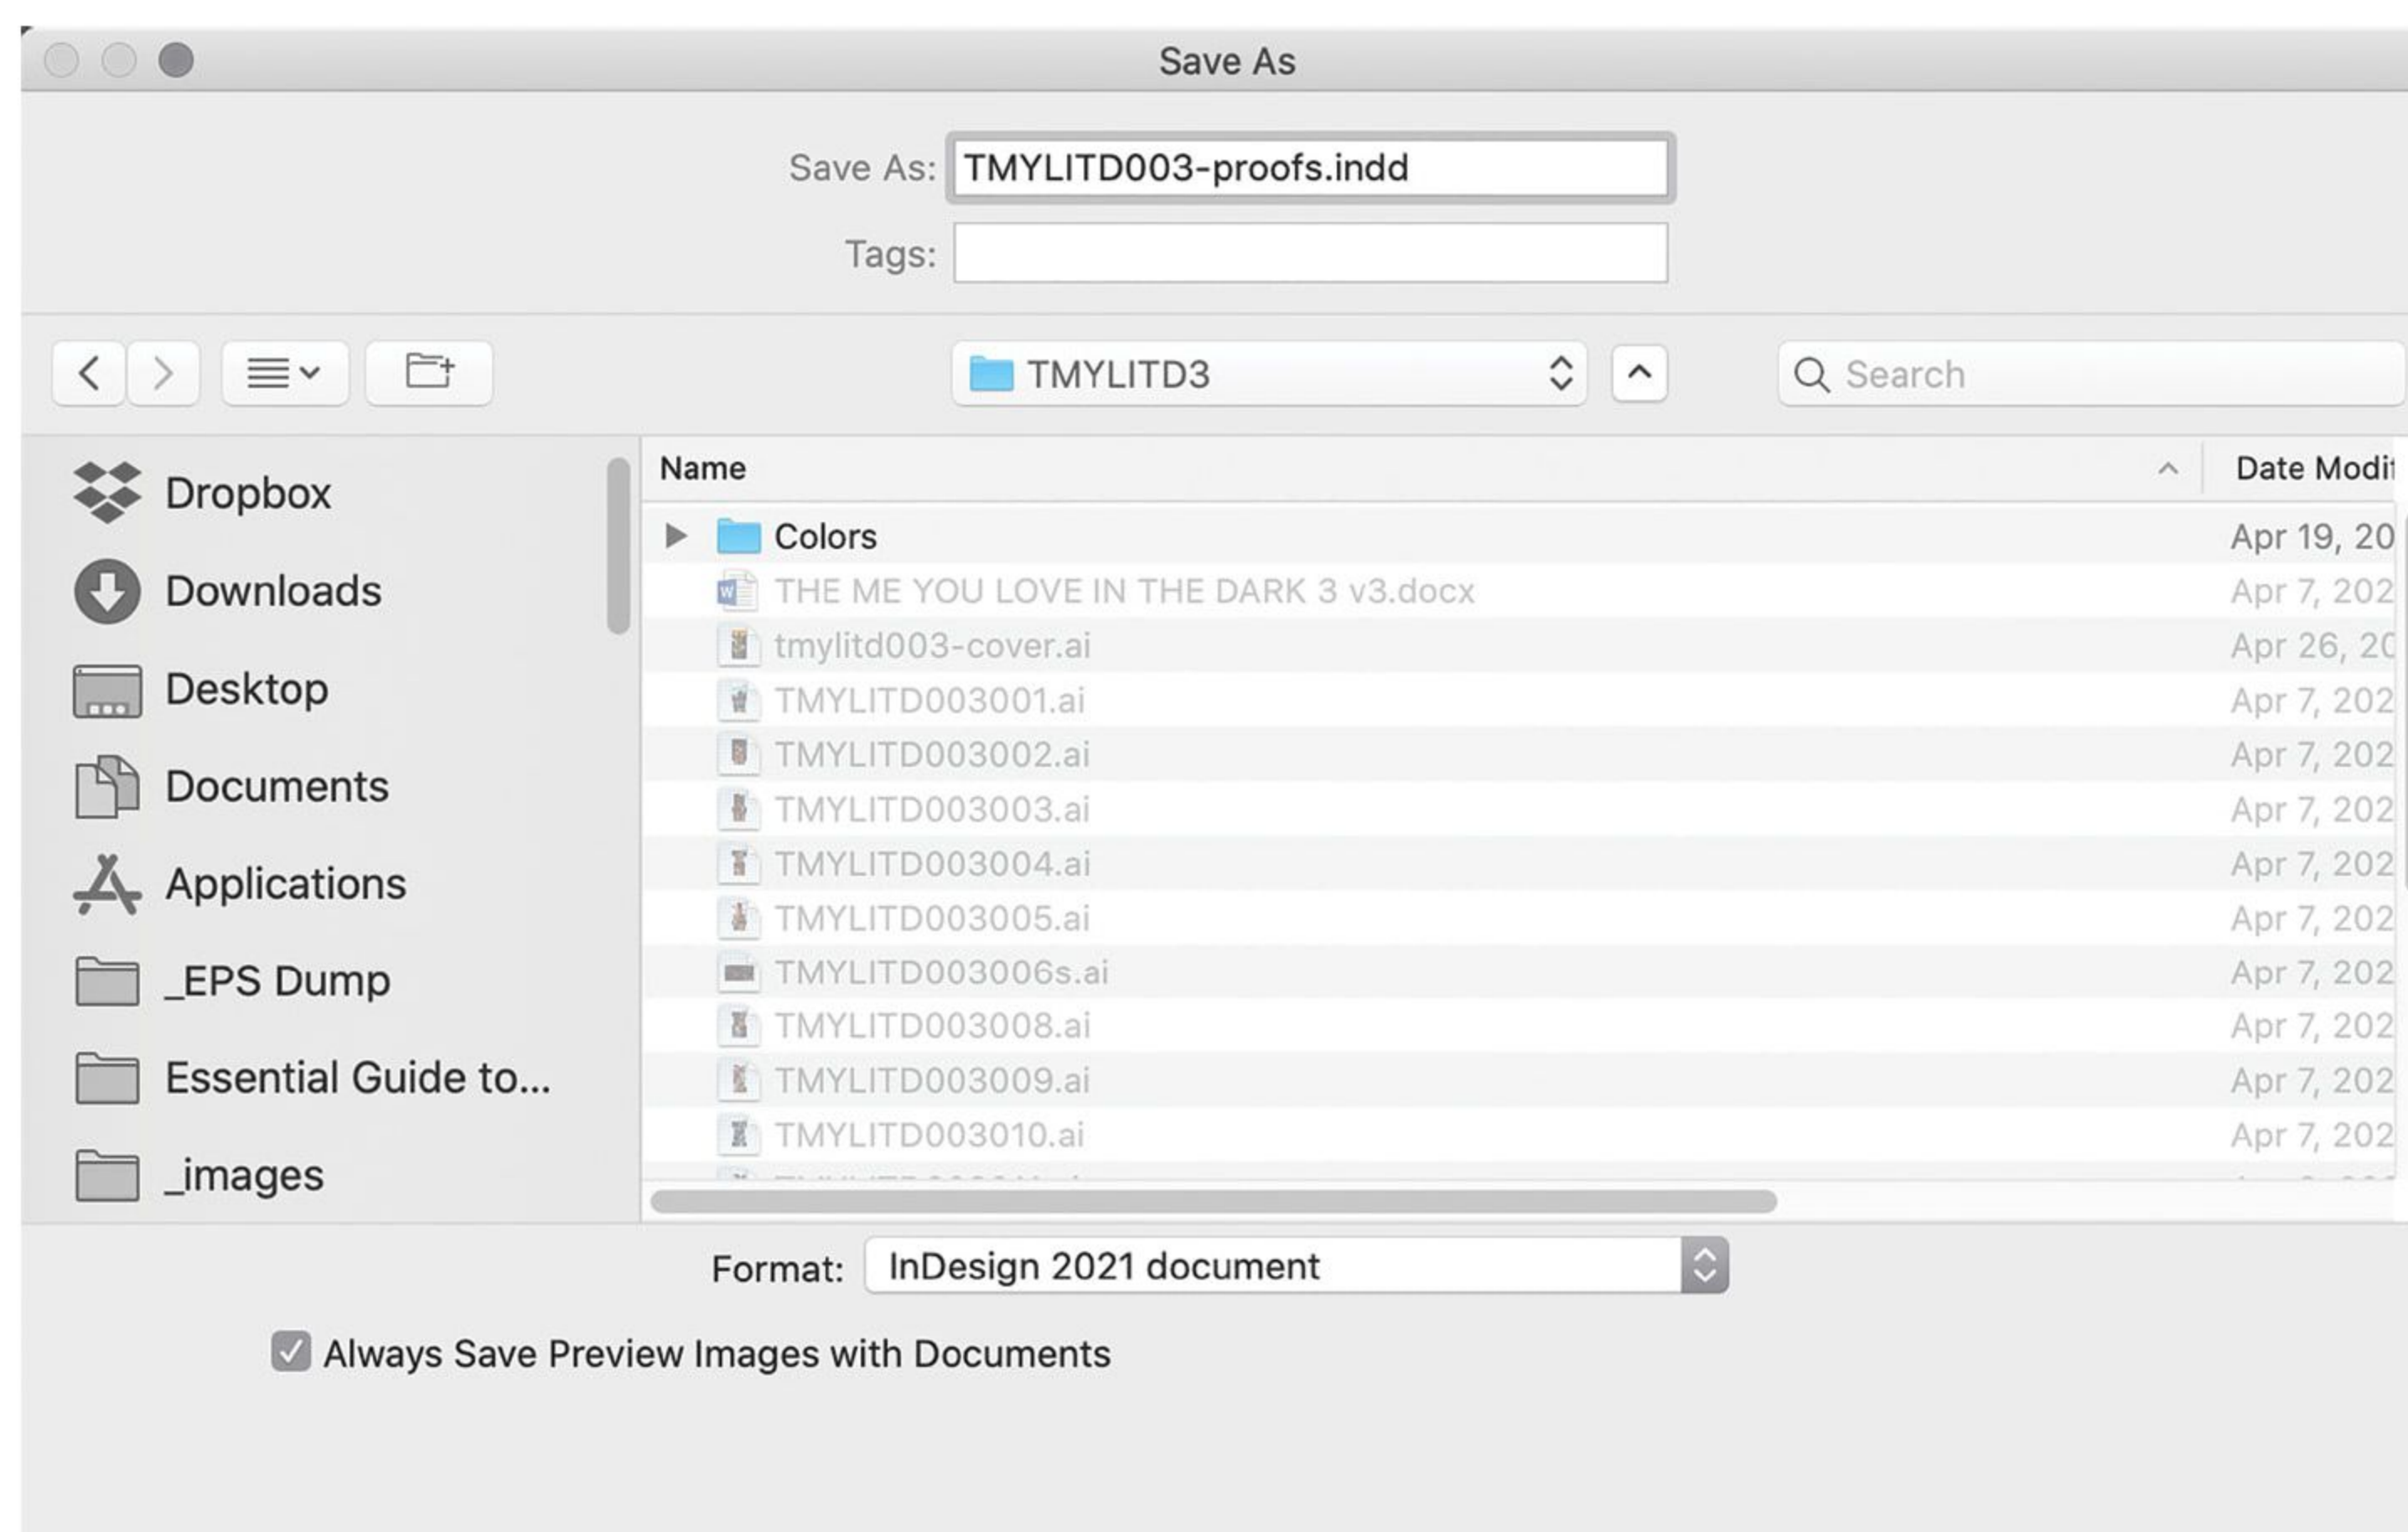 Save As
Save As: TMYLITD003-proofs.indd
Tags:
TMYLITD3
Search
Dropbox
Downloads
Desktop
Documents
Applications
_EPS Dump
Essential Guide to...
_images
Name Date Modif
Colors Apr 19, 20
THE ME YOU LOVE IN THE DARK 3 v3.docx Apr 7, 202
tmylitd003-cover.ai Apr 26, 20
TMYLITD003001.ai Apr 7, 202
TMYLITD003002.ai Apr 7, 202
TMYLITD003003.ai Apr 7, 202
TMYLITD003004.ai Apr 7, 202
TMYLITD003005.ai Apr 7, 202
TMYLITD003006s.ai Apr 7, 202
TMYLITD003008.ai Apr 7, 202
TMYLITD003009.ai Apr 7, 202
TMYLITD003010.ai Apr 7, 202
Format: InDesign 2021 document
Always Save Preview Images with Documents